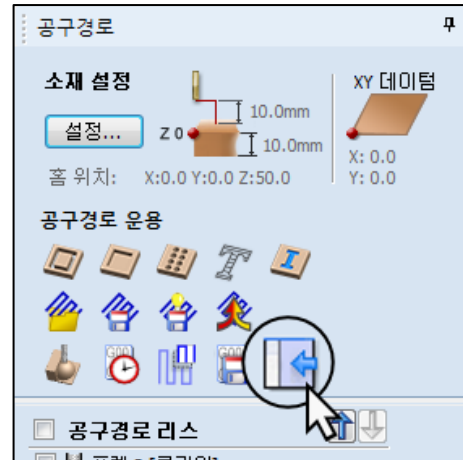 공구경로
소재 설정
XY 데이텀
설정...
10.0mm
Z 0
10.0mm
X: 0.0
홈 위치: X:0.0 Y:0.0 Z:50.0
Y: 0.0
공구경로 운용
공구경로 리스